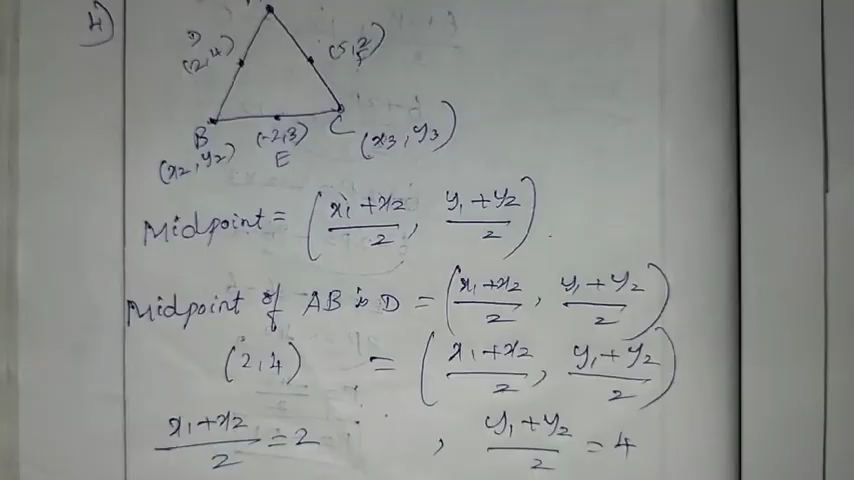 4)
D
(2,4)
(5,2
B
(-2,3)
C
(x2, y2)
E
(x3, y3)
Midpoint = (x1 + x2 / 2, y1 + y2 / 2).
Midpoint of AB is D = (x1 + x2 / 2, y1 + y2 / 2)
(2,4) = (x1 + x2 / 2, y1 + y2 / 2)
x1 + x2 / 2 = 2 , y1 + y2 / 2 = 4